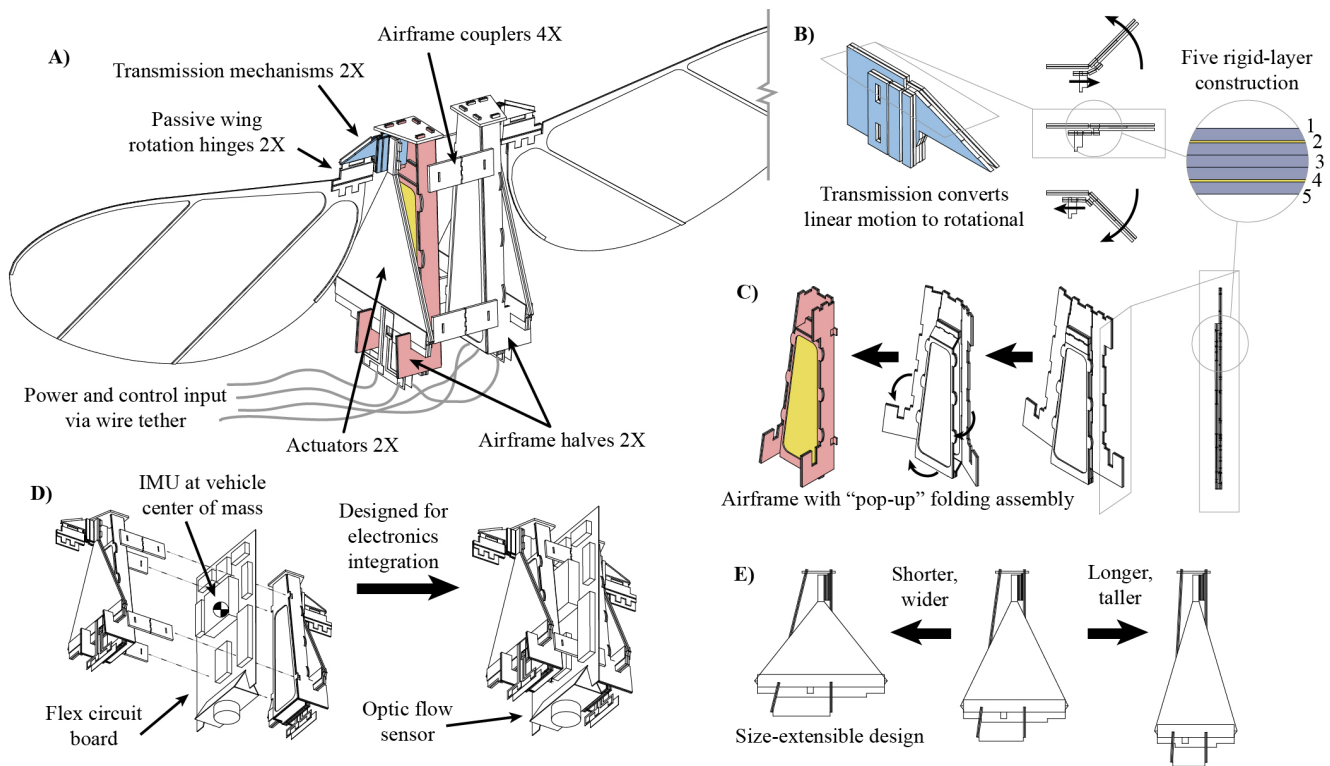 A)
Airframe couplers 4X
Transmission mechanisms 2X
Passive wing
rotation hinges 2X
Power and control input
via wire tether
Actuators 2X
Airframe halves 2X
B)
Transmission converts
linear motion to rotational
Five rigid-layer
construction
1
2
3
4
5
C)
Airframe with “pop-up” folding assembly
D)
IMU at vehicle
center of mass
Designed for
electronics
integration
Flex circuit
board
Optic flow
sensor
E)
Shorter,
wider
Longer,
taller
Size-extensible design